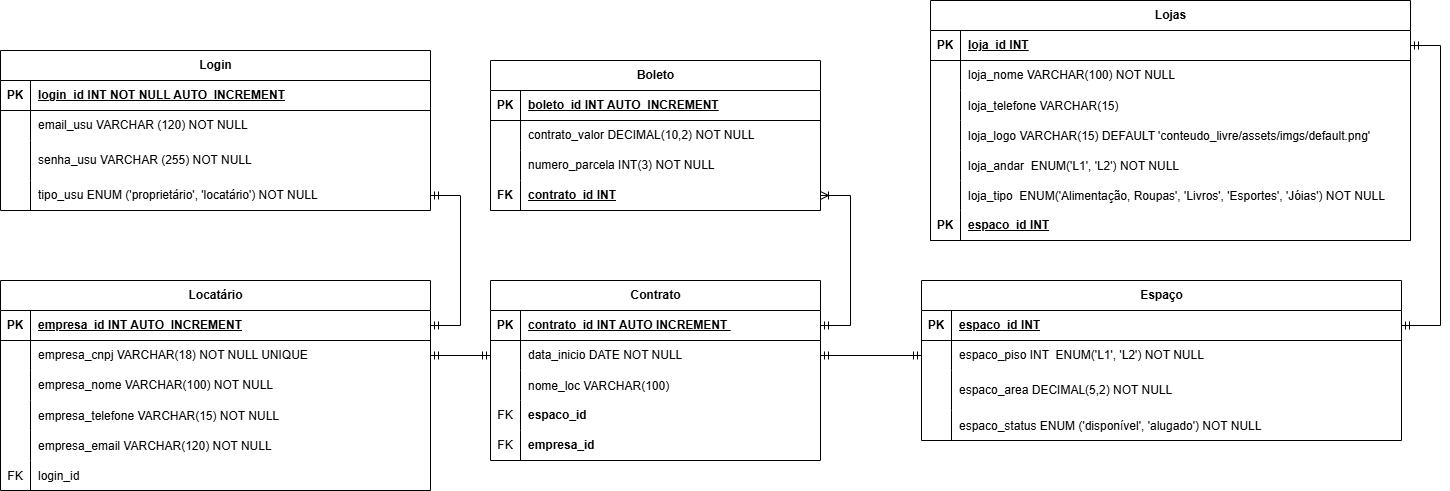 Login
PK login_id INT NOT NULL AUTO_INCREMENT
email_usu VARCHAR (120) NOT NULL
senha_usu VARCHAR (255) NOT NULL
tipo_usu ENUM ('proprietário', 'locatário') NOT NULL
Boleto
PK boleto_id INT AUTO_INCREMENT
contrato_valor DECIMAL(10,2) NOT NULL
numero_parcela INT(3) NOT NULL
FK contrato_id INT
Lojas
PK loja_id INT
loja_nome VARCHAR(100) NOT NULL
loja_telefone VARCHAR(15)
loja_logo VARCHAR(15) DEFAULT 'conteudo_livre/assets/imgs/default.png'
loja_andar ENUM('L1', 'L2') NOT NULL
loja_tipo ENUM('Alimentação, Roupas', 'Livros', 'Esportes', 'Jóias') NOT NULL
PK espaco_id INT
Locatário
PK empresa_id INT AUTO_INCREMENT
empresa_cnpj VARCHAR(18) NOT NULL UNIQUE
empresa_nome VARCHAR(100) NOT NULL
empresa_telefone VARCHAR(15) NOT NULL
empresa_email VARCHAR(120) NOT NULL
FK login_id
Contrato
PK contrato_id INT AUTO INCREMENT
data_inicio DATE NOT NULL
nome_loc VARCHAR(100)
FK espaco_id
FK empresa_id
Espaço
PK espaco_id INT
espaco_piso INT ENUM('L1', 'L2') NOT NULL
espaco_area DECIMAL(5,2) NOT NULL
espaco_status ENUM ('disponível', 'alugado') NOT NULL